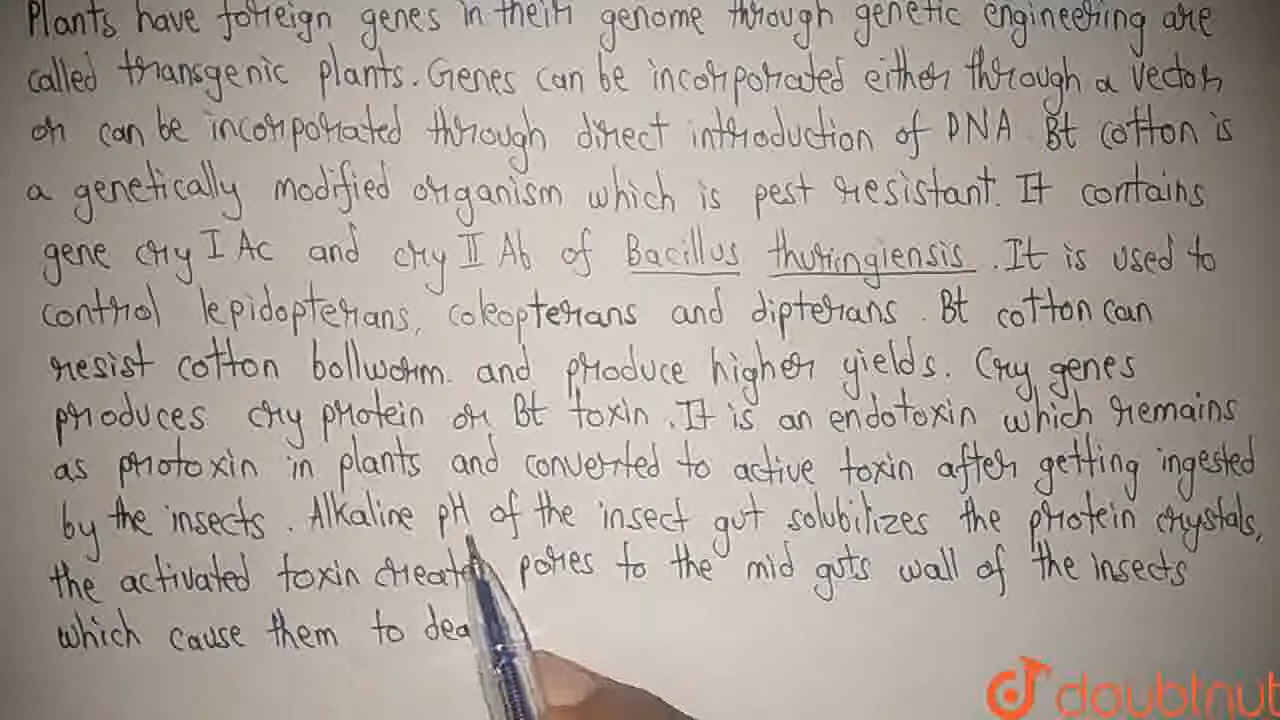 Plants have foreign genes in their genome through genetic engineering are
called transgenic plants. Genes can be incorporated either through a vector
or can be incorporated through direct introduction of DNA. Bt cotton is
a genetically modified organism which is pest resistant. It contains
gene cry I Ac and cry II Ab of Bacillus thuringiensis. It is used to
control lepidopterans, coleopterans and dipterans. Bt cotton can
resist cotton bollworm. and produce higher yields. Cry genes
produces cry protein or Bt toxin. It is an endotoxin which remains
as protoxin in plants and converted to active toxin after getting ingested
by the insects. Alkaline pH of the insect gut solubilizes the protein crystals,
the activated toxin create pores to the mid guts wall of the insects
which cause them to dea
doubtnut